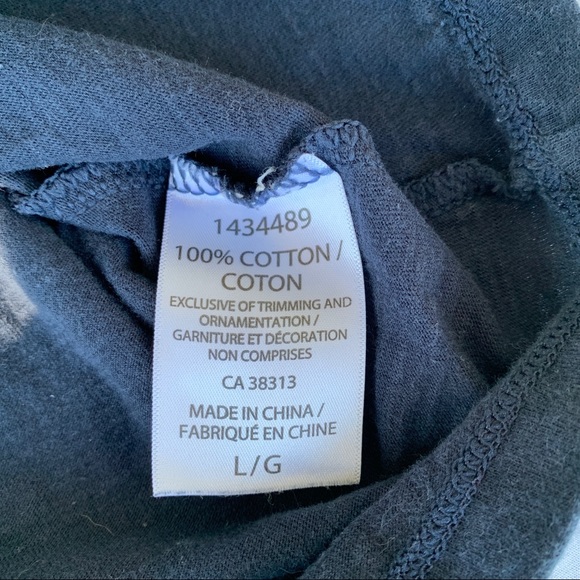 1434489
100% COTTON /
COTON
EXCLUSIVE OF TRIMMING AND
ORNAMENTATION /
GARNITURE ET DÉCORATION
NON COMPRISES
CA 38313
MADE IN CHINA /
FABRIQUÉ EN CHINE
L / G